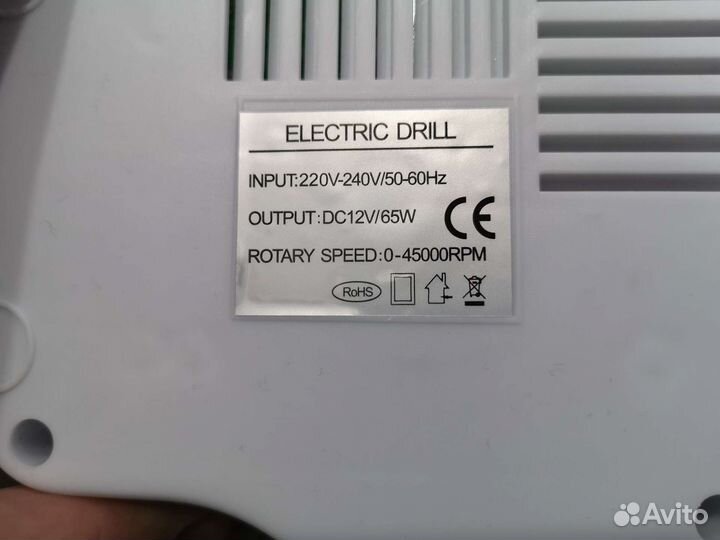 ELECTRIC DRILL
INPUT:220V-240V/50-60Hz
OUTPUT:DC12V/65W
CE
ROTARY SPEED:0-45000RPM
RoHS
Avito